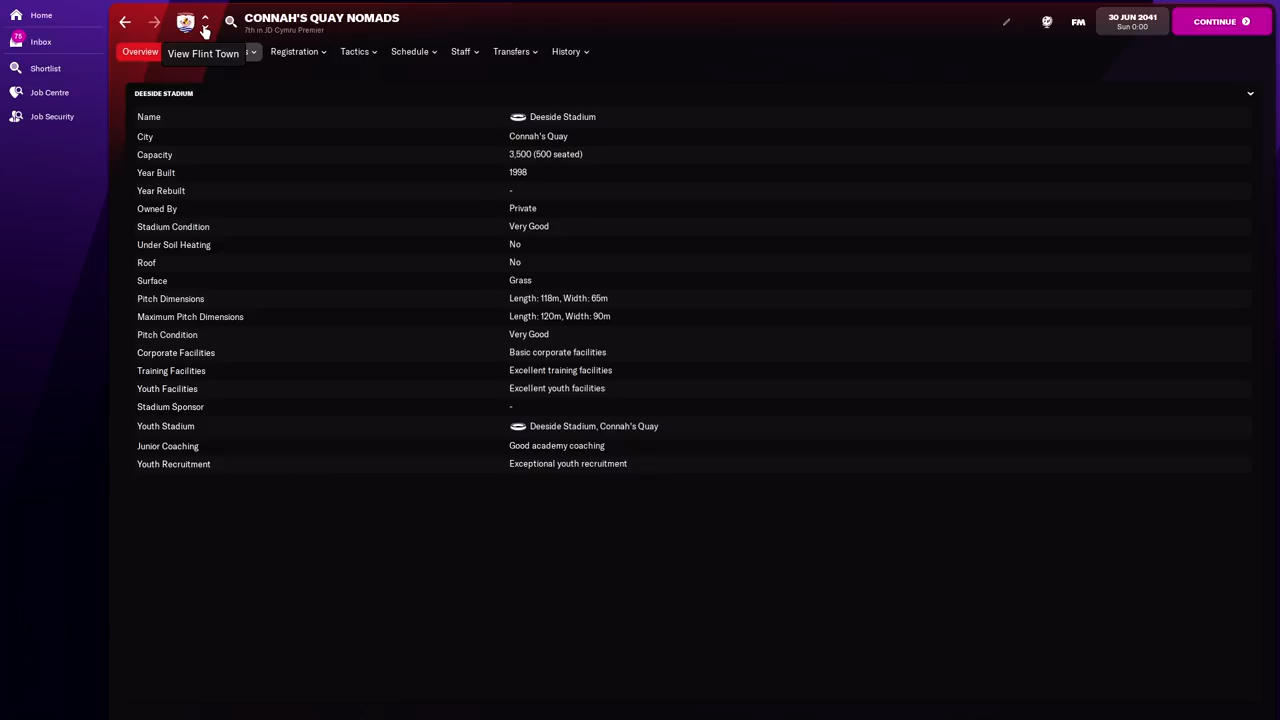 Home
75
Inbox
Shortlist
Job Centre
Job Security
CONNAH'S QUAY NOMADS
7th in JD Cymru Premier
FM
30 JUN 2041
Sun 0:00
CONTINUE
Overview
View Flint Town
Registration
Tactics
Schedule
Staff
Transfers
History
DEESIDE STADIUM
Name Deeside Stadium
City Connah's Quay
Capacity 3,500 (500 seated)
Year Built 1998
Year Rebuilt -
Owned By Private
Stadium Condition Very Good
Under Soil Heating No
Roof No
Surface Grass
Pitch Dimensions Length: 118m, Width: 65m
Maximum Pitch Dimensions Length: 120m, Width: 90m
Pitch Condition Very Good
Corporate Facilities Basic corporate facilities
Training Facilities Excellent training facilities
Youth Facilities Excellent youth facilities
Stadium Sponsor -
Youth Stadium Deeside Stadium, Connah's Quay
Junior Coaching Good academy coaching
Youth Recruitment Exceptional youth recruitment